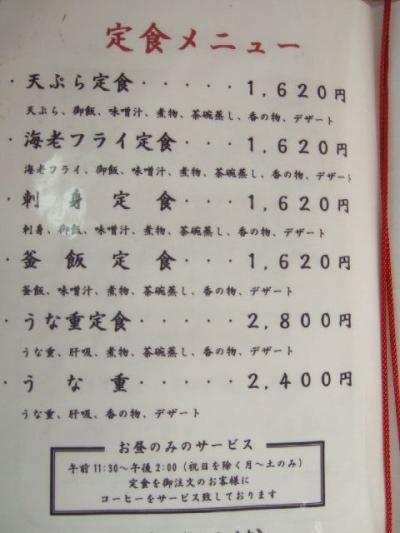 定食メニュー
・天ぷら定食・・・・・1,620円
天ぷら、御飯、味噌汁、煮物、茶碗蒸し、香の物、デザート
・海老フライ定食・・・1,620円
海老フライ、御飯、味噌汁、煮物、茶碗蒸し、香の物、デザート
・刺身定食・・・・1,620円
刺身、御飯、味噌汁、煮物、茶碗蒸し、香の物、デザート
・釜飯定食・・・・1,620円
釜飯、味噌汁、煮物、茶碗蒸し、香の物、デザート
・うな重定食・・・・・2,800円
うな重、肝吸、煮物、茶碗蒸し、香の物、デザート
・うな重・・・・・2,400円
うな重、肝吸、香の物、デザート
お昼のみのサービス
午前11:30～午後2:00(祝日を除く月～土のみ)
定食を御注文のお客様に
コーヒーをサービス致しております